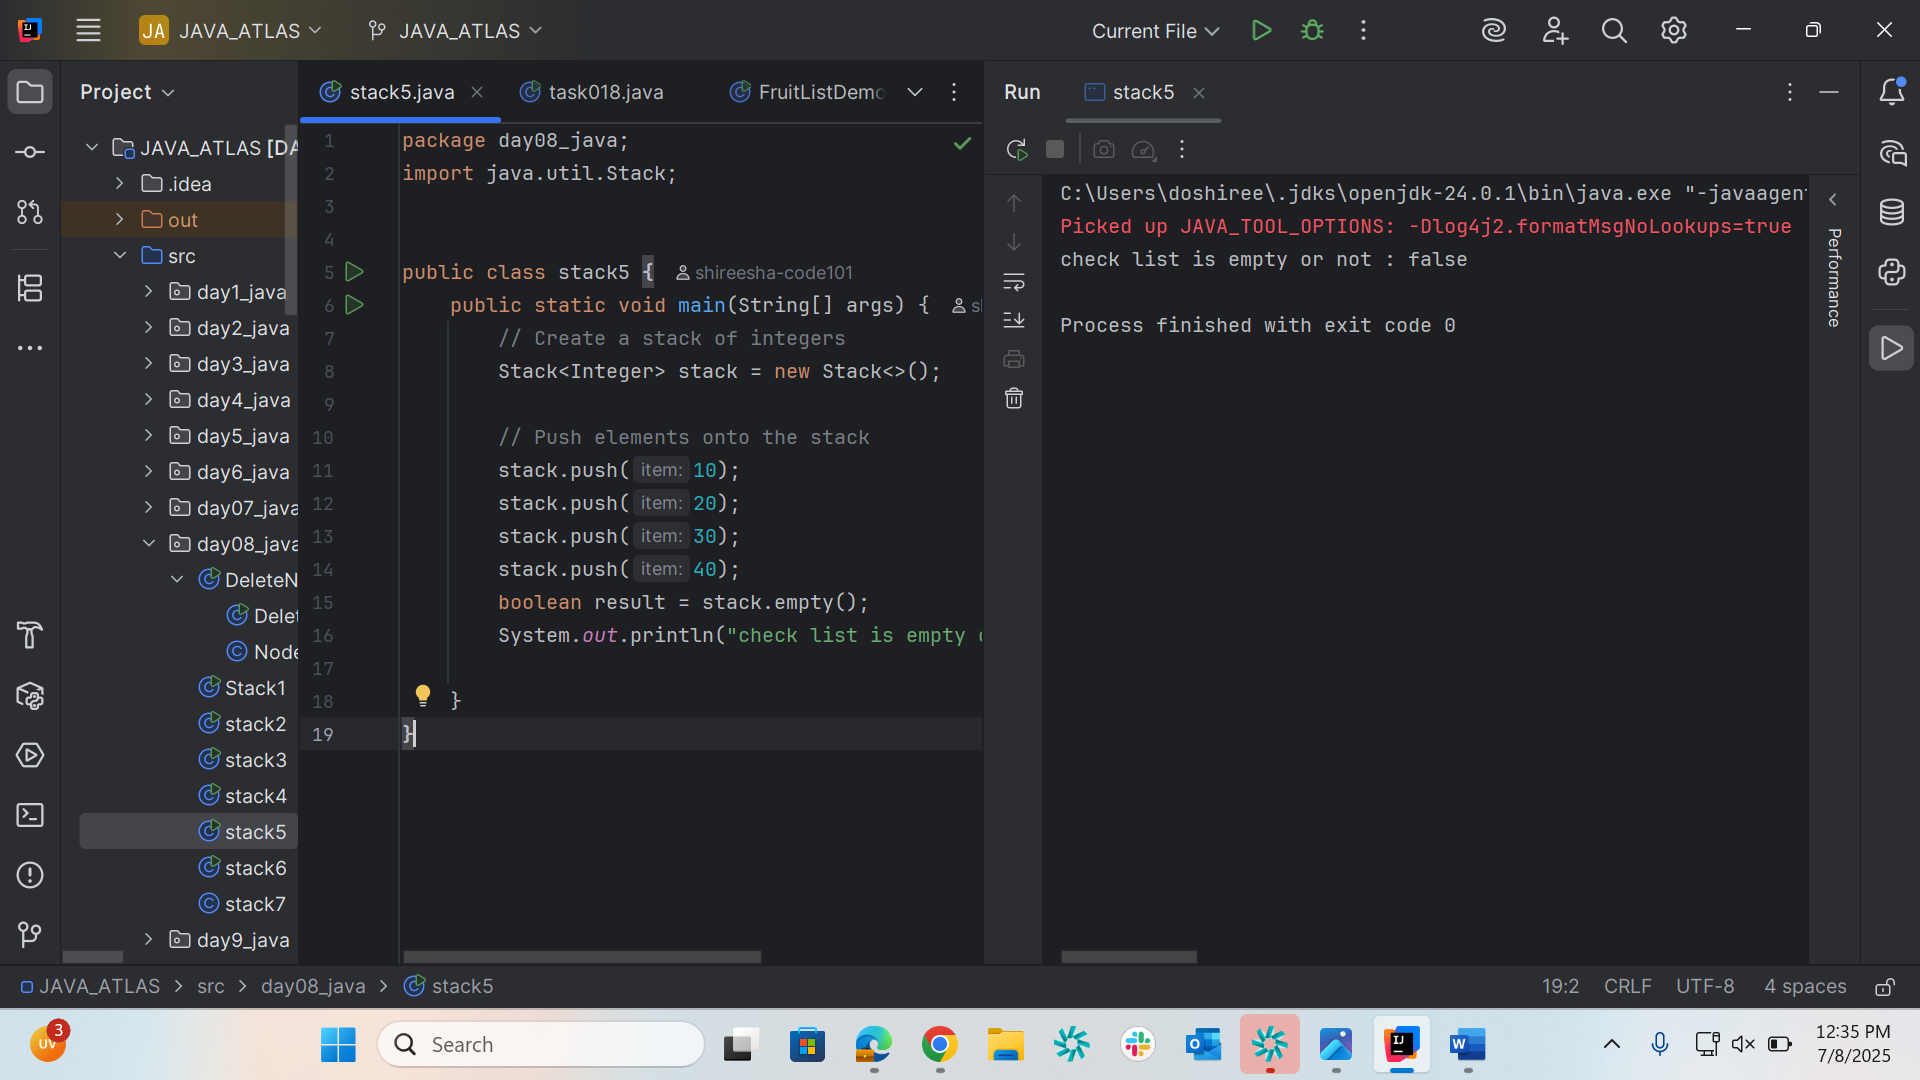 JA JAVA_ATLAS JAVA_ATLAS Current File
Project
JAVA_ATLAS [DA
.idea
out
src
day1_java
day2_java
day3_java
day4_java
day5_java
day6_java
day07_java
day08_java
DeleteN
Delet
Node
Stack1
stack2
stack3
stack4
stack5
stack6
stack7
day9_java
stack5.java task018.java FruitListDemo
1 package day08_java;
2 import java.util.Stack;
3
4
5 public class stack5 { shireesha-code101
6 public static void main(String[] args) {
7 // Create a stack of integers
8 Stack<Integer> stack = new Stack<>();
9
10 // Push elements onto the stack
11 stack.push( item: 10);
12 stack.push( item: 20);
13 stack.push( item: 30);
14 stack.push( item: 40);
15 boolean result = stack.empty();
16 System.out.println("check list is empty
17
18 }
19 }
Run stack5
C:\Users\doshiree\.jdks\openjdk-24.0.1\bin\java.exe "-javaagen
Picked up JAVA_TOOL_OPTIONS: -Dlog4j2.formatMsgNoLookups=true
check list is empty or not : false
Process finished with exit code 0
Performance
JAVA_ATLAS > src > day08_java > stack5
19:2 CRLF UTF-8 4 spaces
UV 3
Search
12:35 PM
7/8/2025